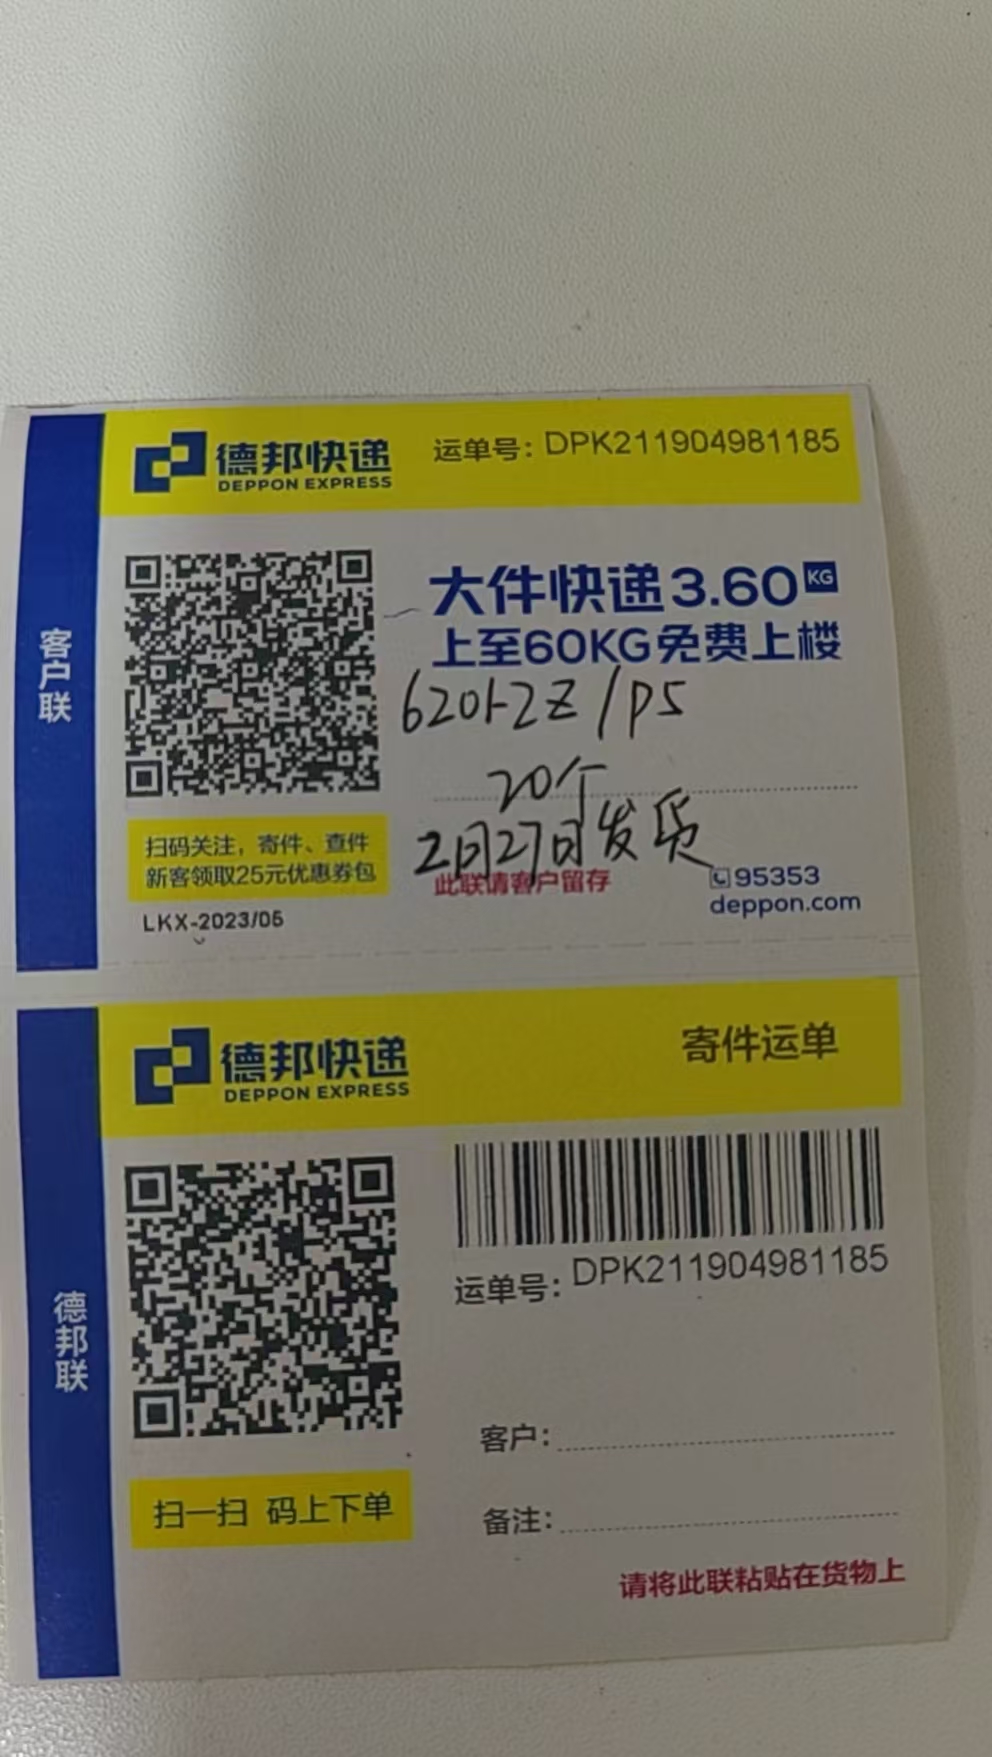 德邦快递
DEPPON EXPRESS
运单号：DPK211904981185
客户联
大件快递3.60KG
上至60KG免费上楼
6201-2Z/P5
20个
2月27日发货
扫码关注，寄件、查件
新客领取25元优惠券包
此联请客户留存
95353
deppon.com
LKX-2023/05
德邦快递
DEPPON EXPRESS
寄件运单
德邦联
运单号：DPK211904981185
客户：
备注：
扫一扫 码上下单
请将此联粘贴在货物上